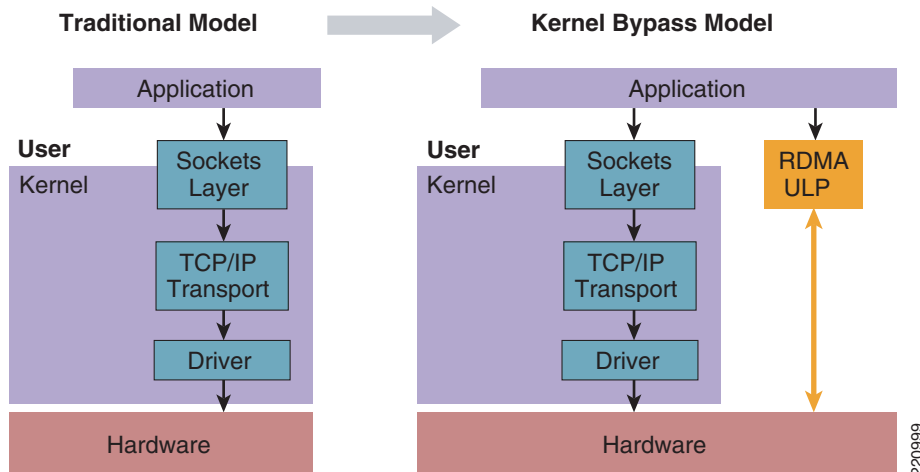 Traditional Model
Kernel Bypass Model
Application
User
Kernel
Sockets
Layer
TCP/IP
Transport
Driver
Hardware
Application
User
Kernel
Sockets
Layer
TCP/IP
Transport
Driver
RDMA
ULP
Hardware
220999